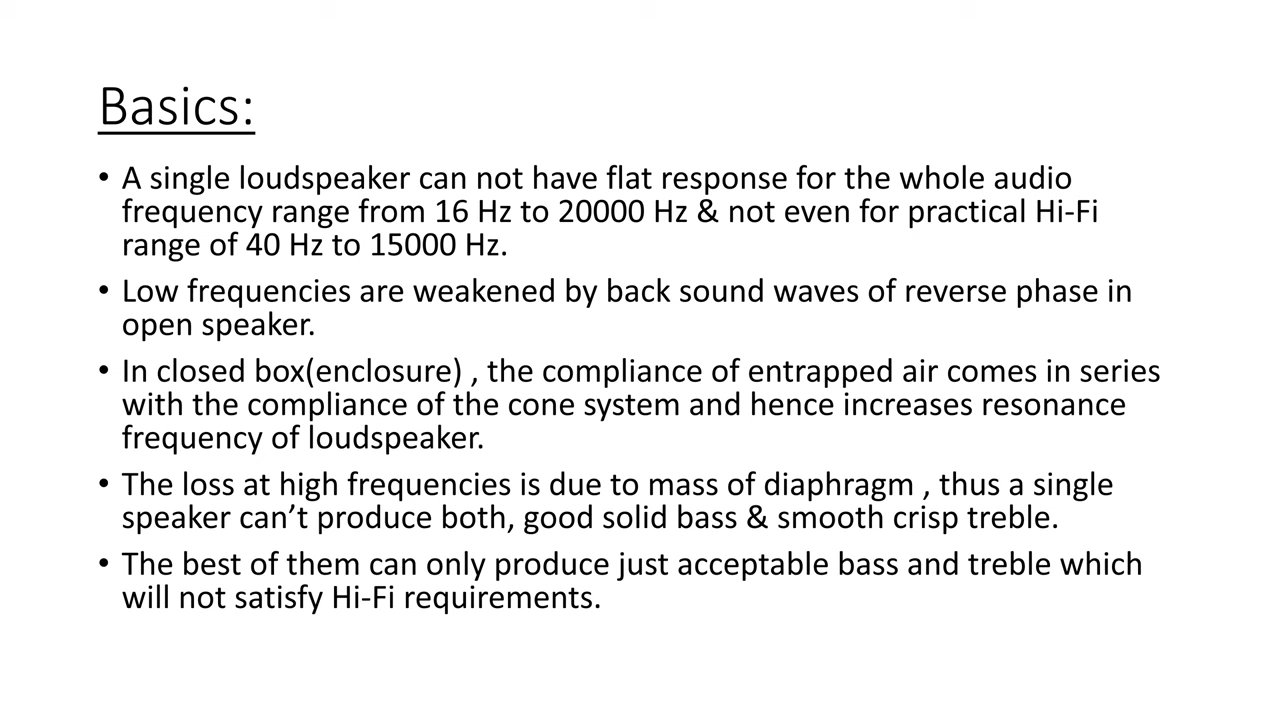 Basics:
• A single loudspeaker can not have flat response for the whole audio
frequency range from 16 Hz to 20000 Hz & not even for practical Hi-Fi
range of 40 Hz to 15000 Hz.
• Low frequencies are weakened by back sound waves of reverse phase in
open speaker.
• In closed box(enclosure) , the compliance of entrapped air comes in series
with the compliance of the cone system and hence increases resonance
frequency of loudspeaker.
• The loss at high frequencies is due to mass of diaphragm , thus a single
speaker can’t produce both, good solid bass & smooth crisp treble.
• The best of them can only produce just acceptable bass and treble which
will not satisfy Hi-Fi requirements.